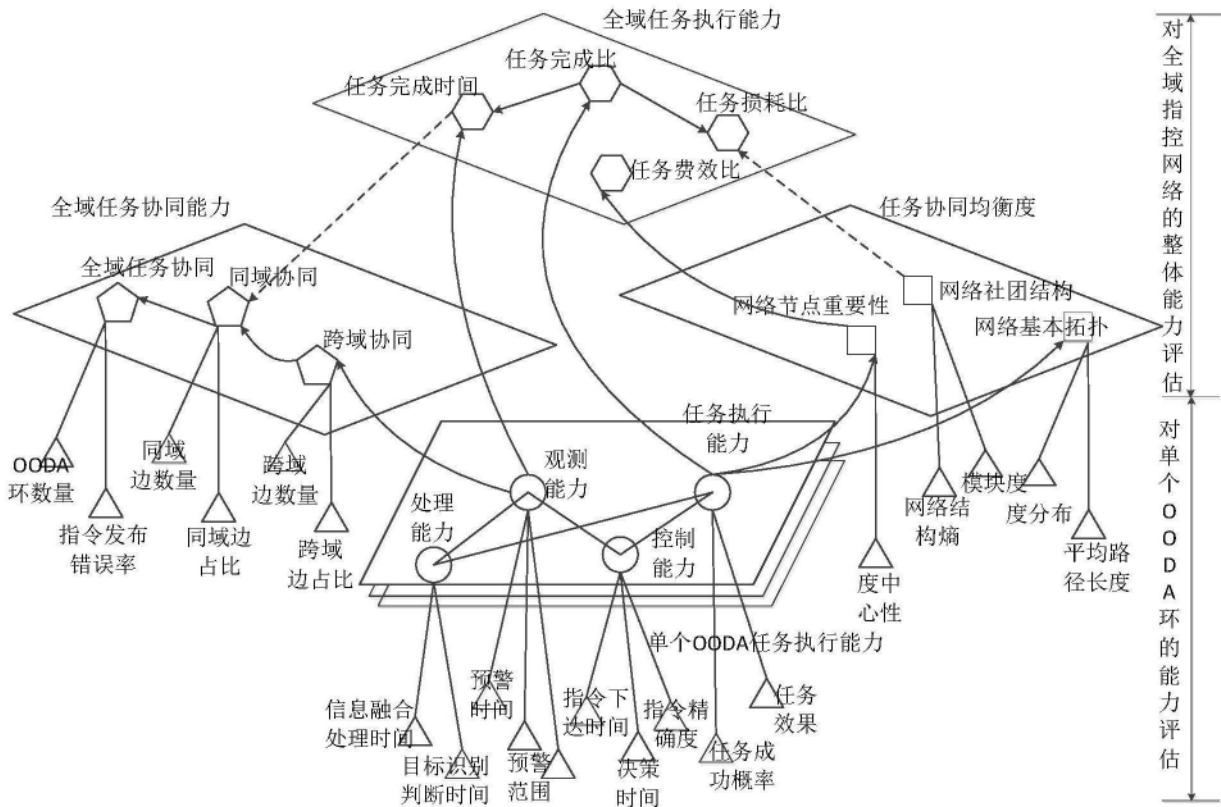 全域任务执行能力
任务完成比
任务完成时间
任务损耗比
任务费效比
全域任务协同能力
任务协同均衡度
全域任务协同
同域协同
跨域协同
网络社团结构
网络节点重要性
网络基本拓扑
OODA
环数量
指令发布
错误率
同域
边数量
同域边
占比
跨域
边数量
跨域
边占比
任务执行
能力
观测
能力
处理
能力
控制
能力
单个OODA任务执行能力
网络结
构熵
模块度
度分布
平均路
径长度
度中
心性
信息融合
处理时间
目标识别
判断时间
预警
时间
预警
范围
指令下
达时间
决策
时间
指令精
确度
任务成
功概率
任务
效果
对全域指控网络的整体能力评估
对单个OODA环的能力评估